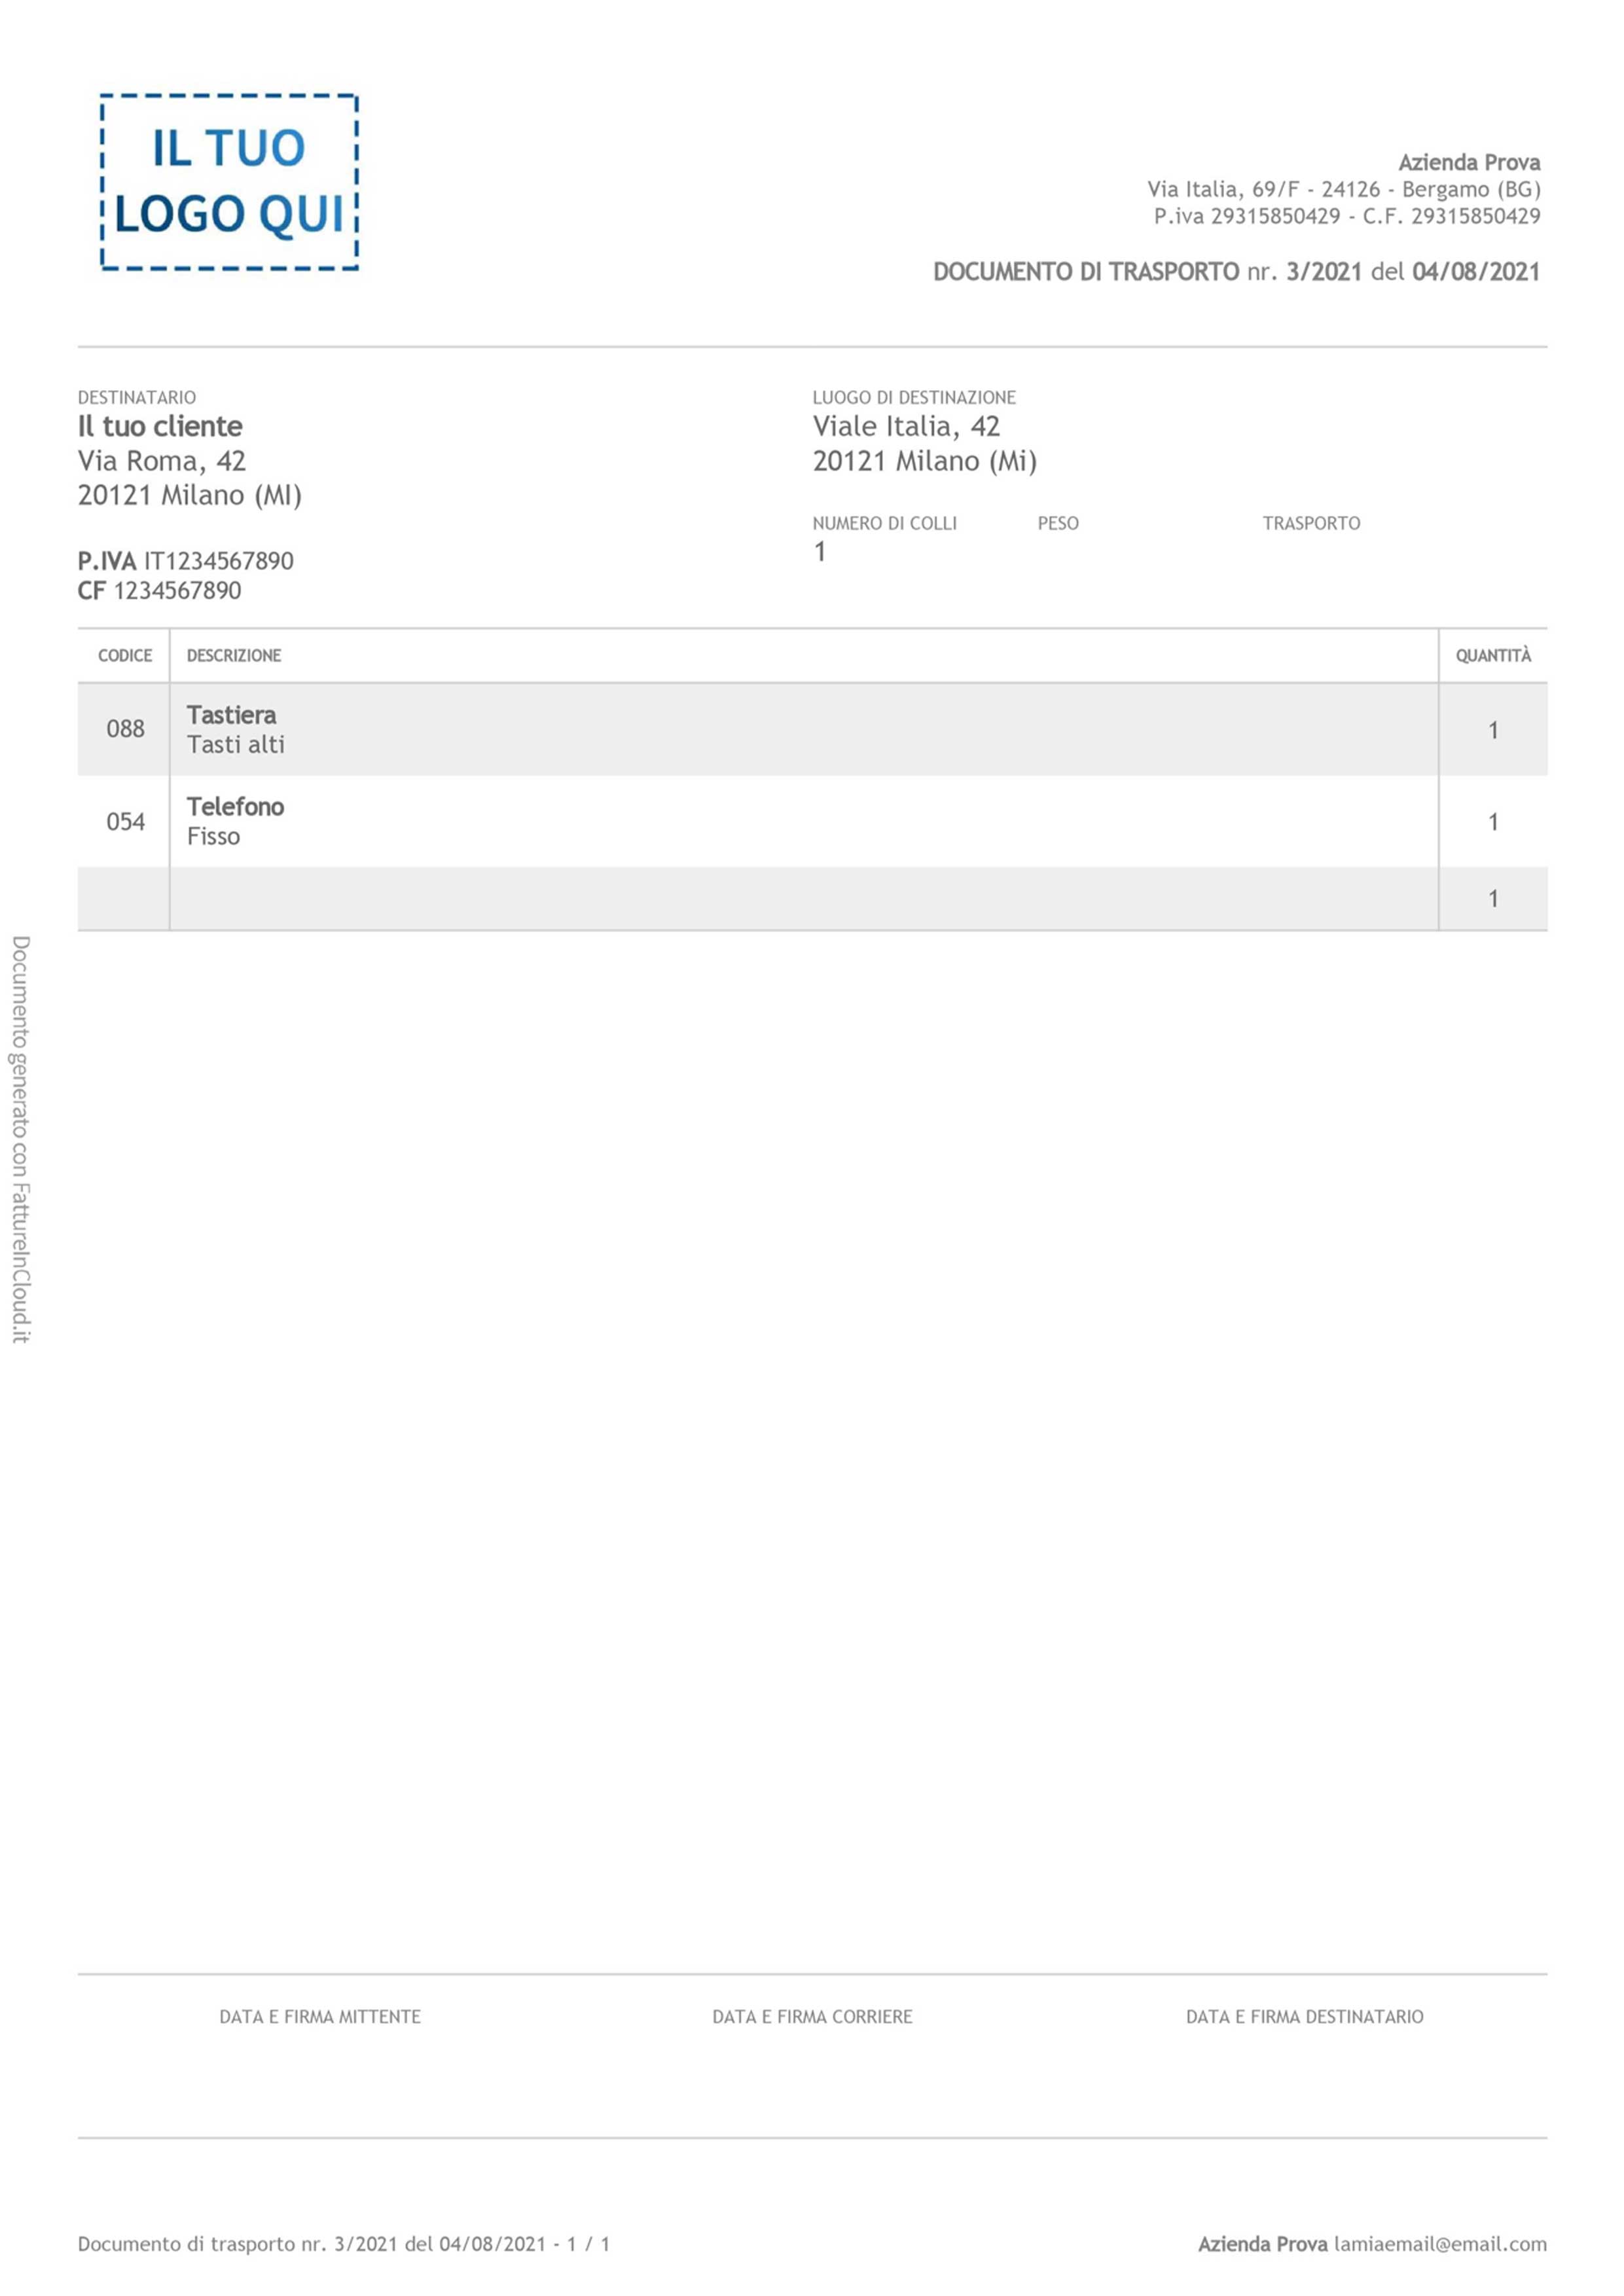 IL TUO
LOGO QUI
Azienda Prova
Via Italia, 69/F - 24126 - Bergamo (BG)
P.iva 29315850429 - C.F. 29315850429
DOCUMENTO DI TRASPORTO nr. 3/2021 del 04/08/2021
DESTINATARIO
Il tuo cliente
Via Roma, 42
20121 Milano (MI)
P.IVA IT1234567890
CF 1234567890
LUOGO DI DESTINAZIONE
Viale Italia, 42
20121 Milano (Mi)
NUMERO DI COLLI PESO TRASPORTO
1
CODICE DESCRIZIONE QUANTITÀ
088 Tastiera 1
Tasti alti
054 Telefono 1
Fisso
1
Documento generato con FattureInCloud.it
DATA E FIRMA MITTENTE DATA E FIRMA CORRIERE DATA E FIRMA DESTINATARIO
Documento di trasporto nr. 3/2021 del 04/08/2021 - 1 / 1 Azienda Prova lamiaemail@email.com